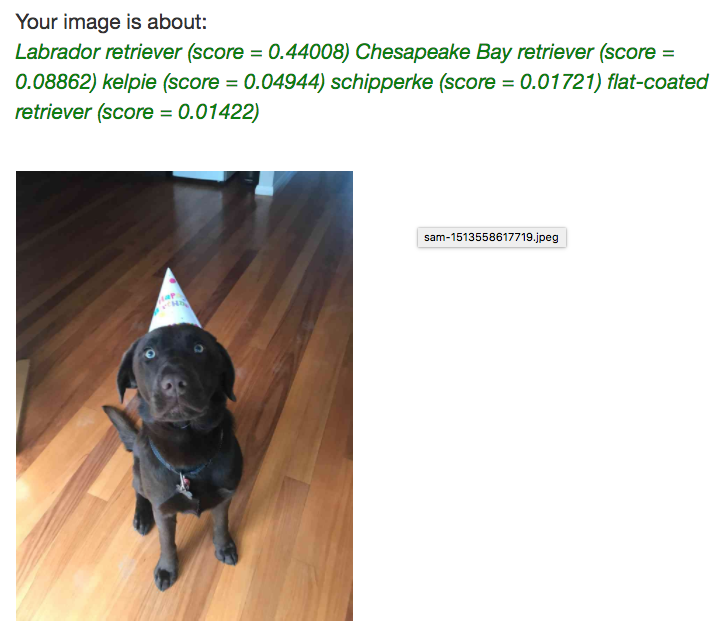 Your image is about:
Labrador retriever (score = 0.44008) Chesapeake Bay retriever (score =
0.08862) kelpie (score = 0.04944) schipperke (score = 0.01721) flat-coated
retriever (score = 0.01422)
sam-1513558617719.jpeg